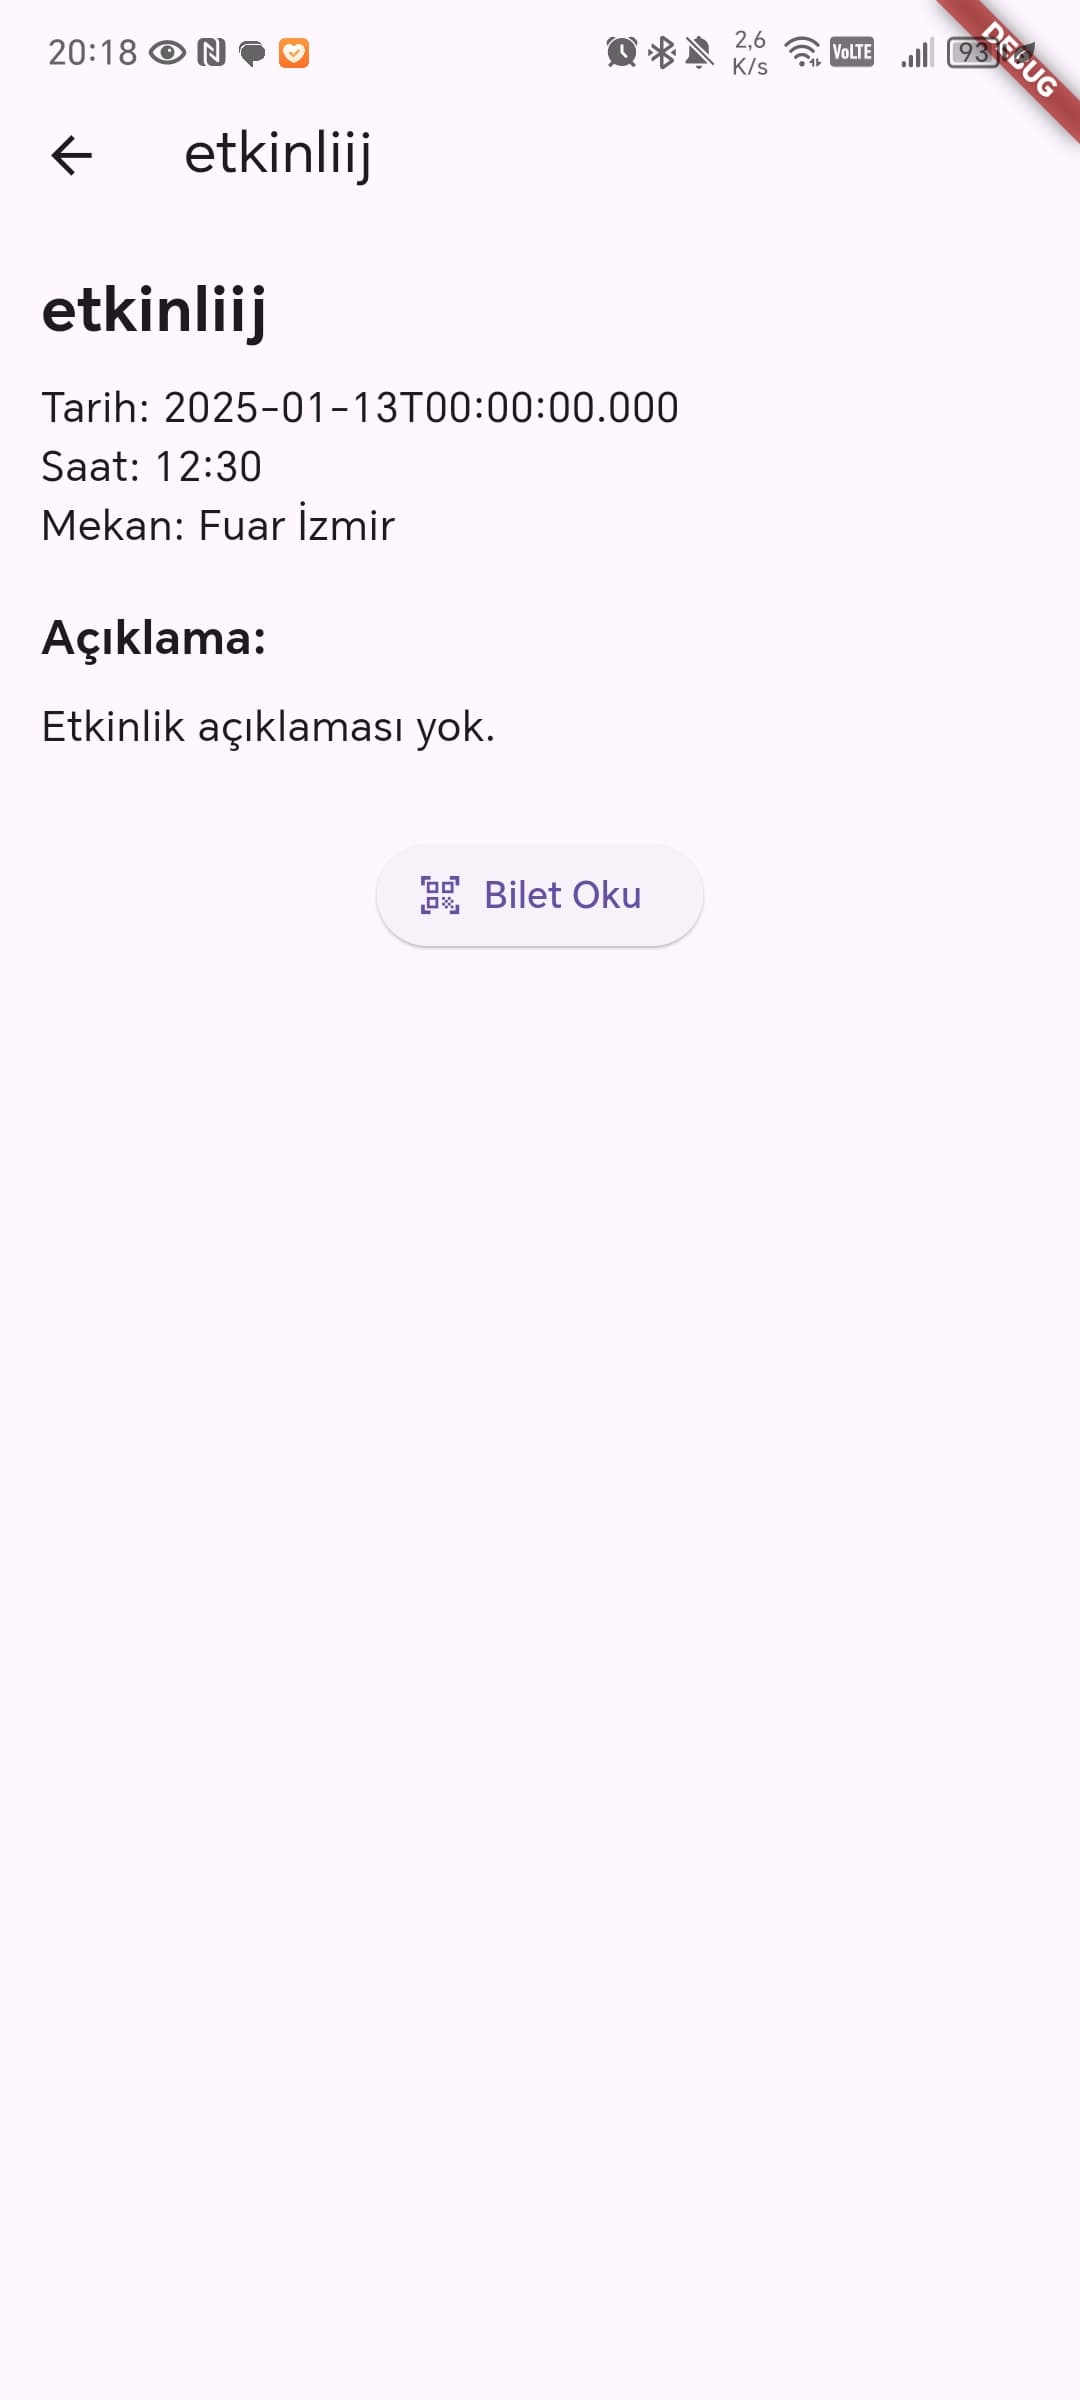 20:18
2,6
K/s
VoLTE
93
DEBUG
etkinliij
etkinliij
Tarih: 2025-01-13T00:00:00.000
Saat: 12:30
Mekan: Fuar İzmir
Açıklama:
Etkinlik açıklaması yok.
Bilet Oku